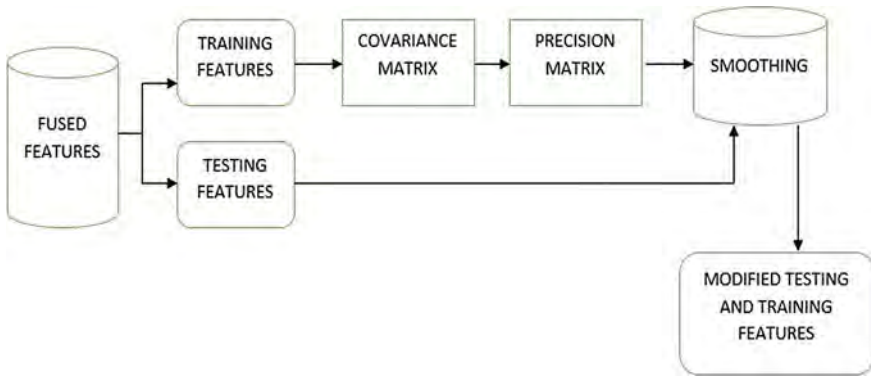 FUSED
FEATURES
TRAINING
FEATURES
COVARIANCE
MATRIX
PRECISION
MATRIX
SMOOTHING
TESTING
FEATURES
MODIFIED TESTING
AND TRAINING
FEATURES